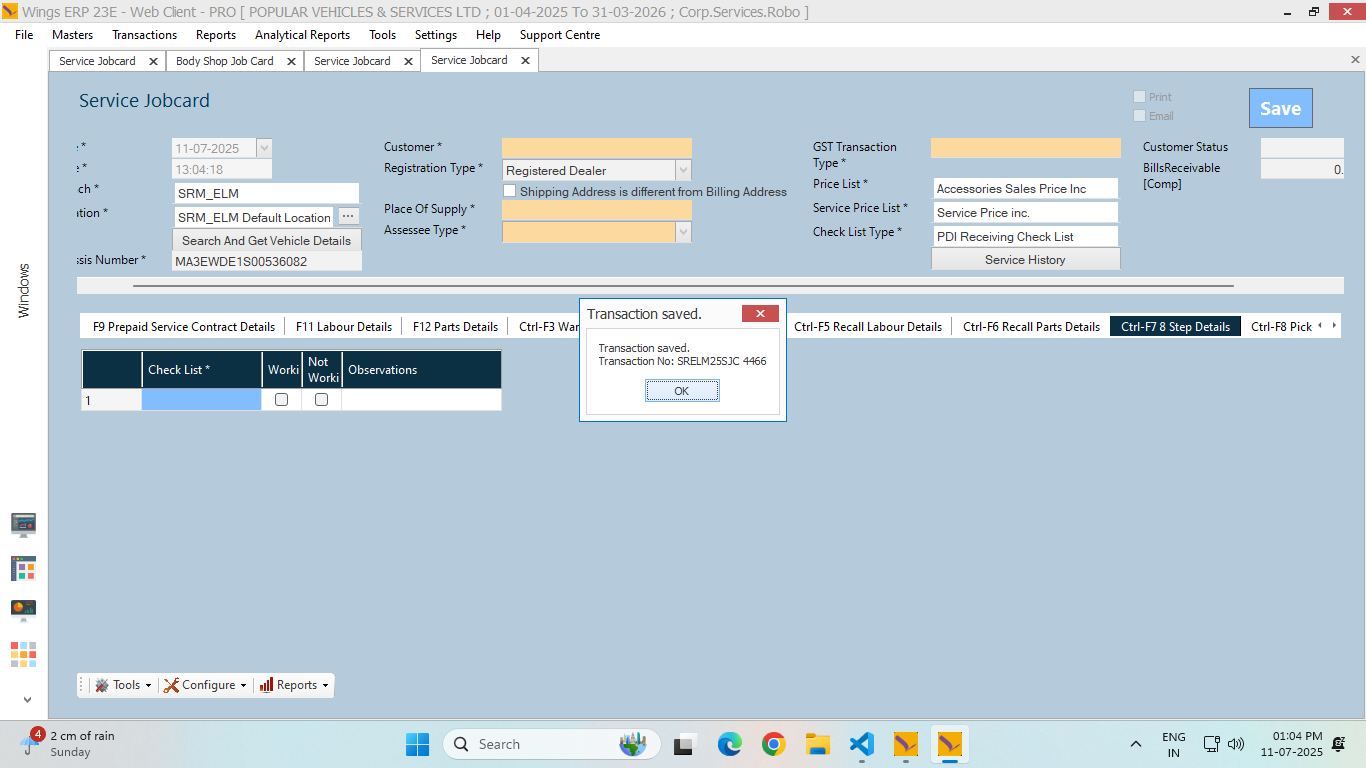 Wings ERP 23E - Web Client - PRO [ POPULAR VEHICLES & SERVICES LTD ; 01-04-2025 To 31-03-2026 ; Corp.Services.Robo ]
File Masters Transactions Reports Analytical Reports Tools Settings Help Support Centre
Service Jobcard Body Shop Job Card Service Jobcard Service Jobcard
Service Jobcard
Print
Email
Save
11-07-2025
13:04:18
SRM_ELM
SRM_ELM Default Location ...
Search And Get Vehicle Details
ssis Number * MA3EWDE1S00536082
Customer *
Registration Type * Registered Dealer
Shipping Address is different from Billing Address
Place Of Supply *
Assessee Type *
GST Transaction
Type *
Price List * Accessories Sales Price Inc
Service Price List * Service Price inc.
Check List Type * PDI Receiving Check List
Service History
Customer Status
BillsReceivable 0.
[Comp]
Windows
F9 Prepaid Service Contract Details F11 Labour Details F12 Parts Details Ctrl-F3 War Ctrl-F5 Recall Labour Details Ctrl-F6 Recall Parts Details Ctrl-F7 8 Step Details Ctrl-F8 Pick
Check List * Worki Not Worki Observations
1
Transaction saved.
Transaction saved.
Transaction No: SRELM25SJC 4466
OK
Tools Configure Reports
4
2 cm of rain
Sunday
Search
ENG
IN
01:04 PM
11-07-2025